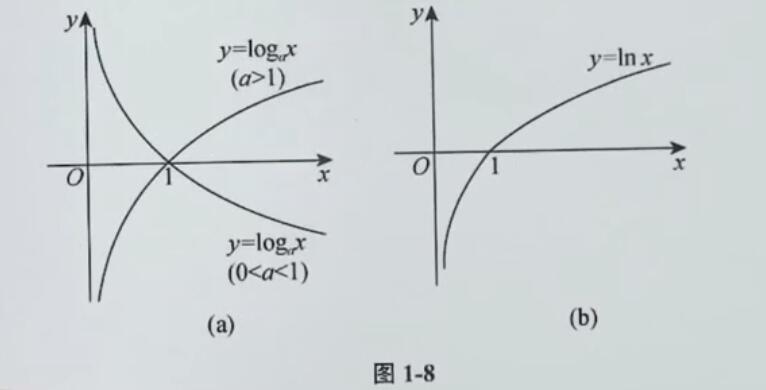 y
y=logₐx
(a>1)
O
1
x
y=logₐx
(0<a<1)
(a)
y
y=ln x
O
1
x
(b)
图 1-8